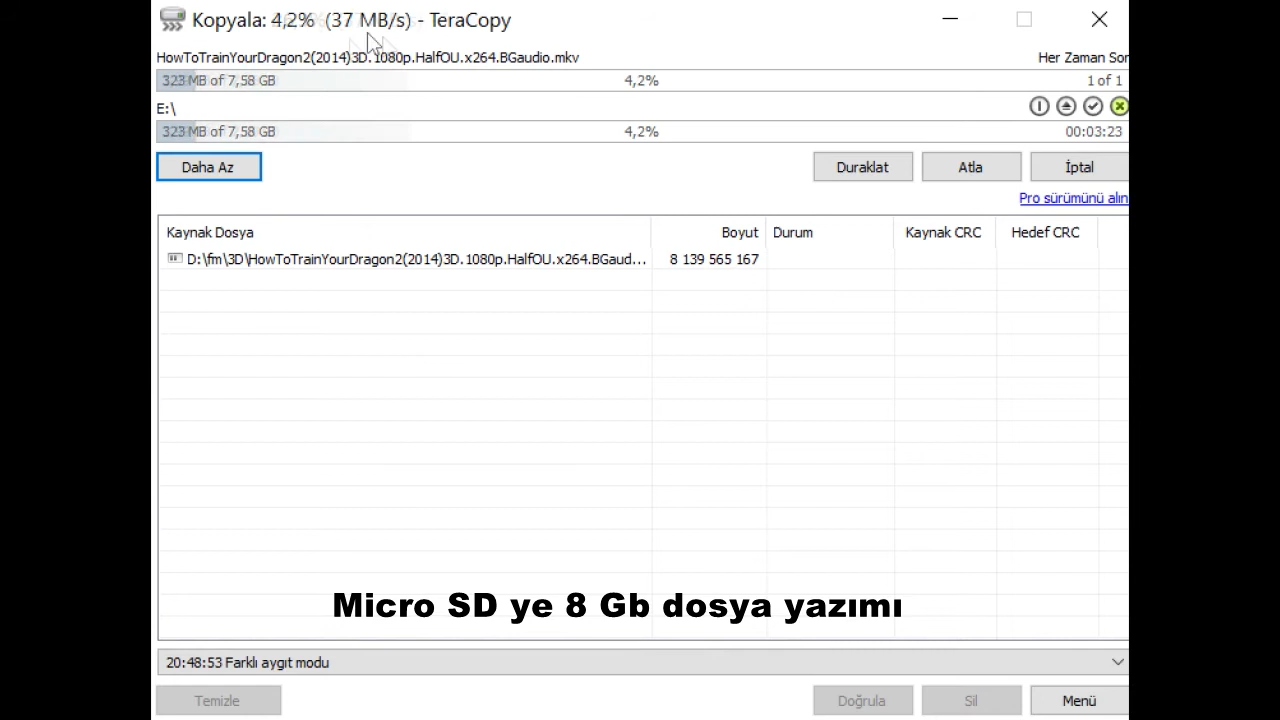 Kopyala: 4,2% (37 MB/s) - TeraCopy
HowToTrainYourDragon2(2014)3D.1080p.HalfOU.x264.BGaudio.mkv Her Zaman Sor
323 MB of 7,58 GB 4,2% 1 of 1
E:\
323 MB of 7,58 GB 4,2% 00:03:23
Daha Az Duraklat Atla İptal
Pro sürümünü alın
Kaynak Dosya Boyut Durum Kaynak CRC Hedef CRC
D:\fm\3D\HowToTrainYourDragon2(2014)3D.1080p.HalfOU.x264.BGaud... 8 139 565 167
Micro SD ye 8 Gb dosya yazımı
20:48:53 Farklı aygıt modu
Temizle Doğrula Sil Menü